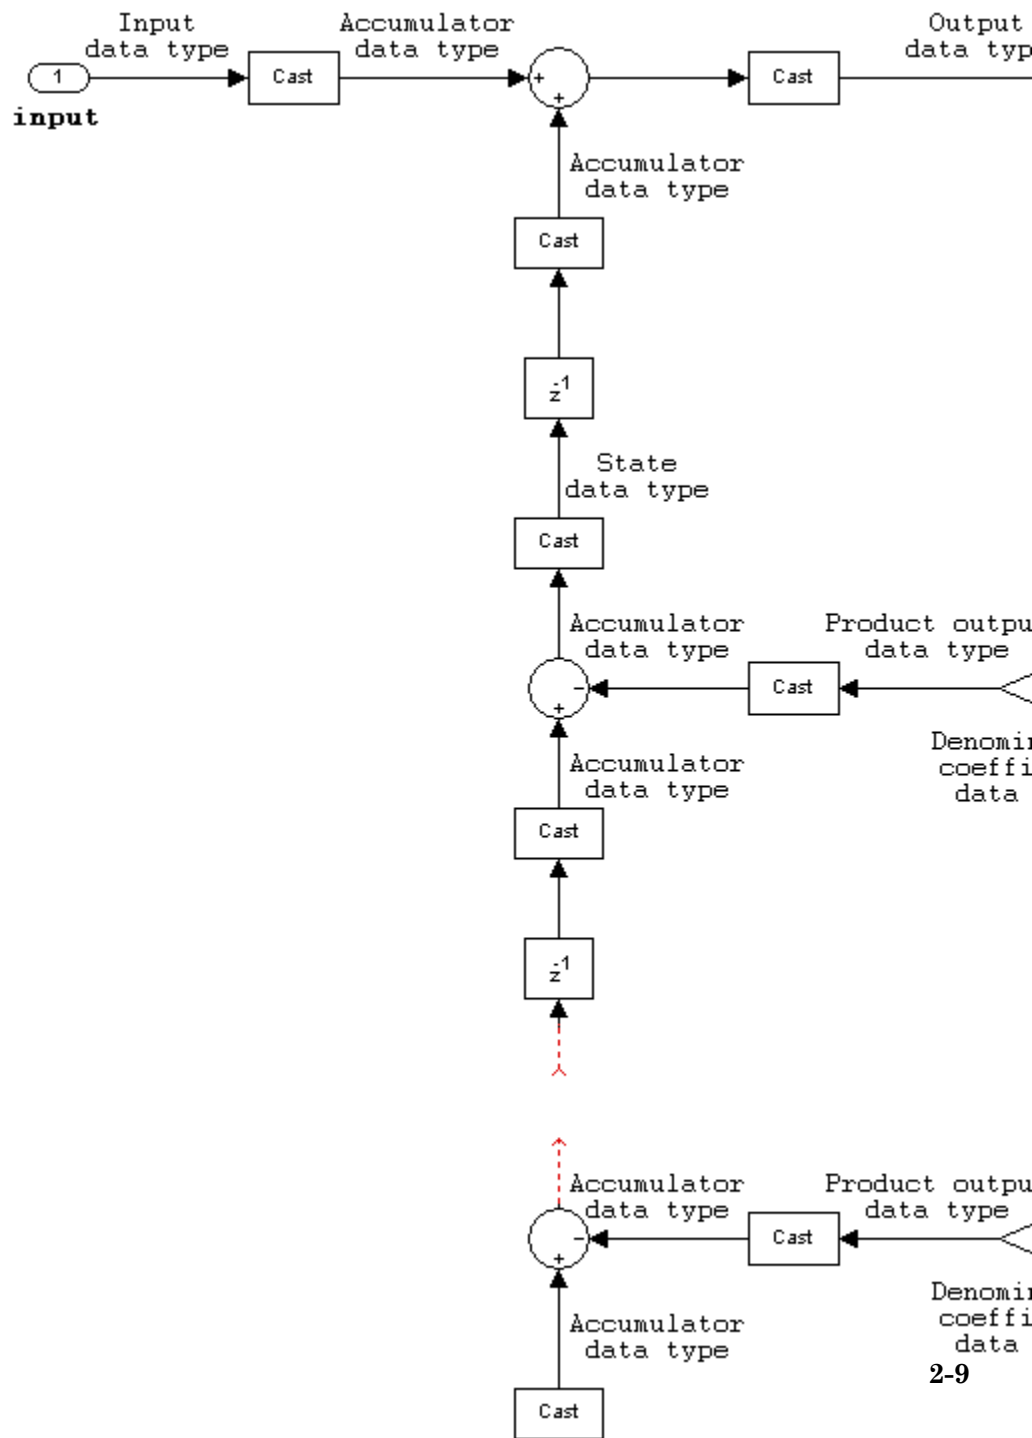 Input
data type
Accumulator
data type
Output
data typ
1
Cast
+
+
Cast
input
Accumulator
data type
Cast
z-1
State
data type
Cast
Accumulator
data type
Product outpu
data type
-
+
Cast
Denomin
coeffi
data
Accumulator
data type
Cast
z-1
Accumulator
data type
Product outpu
data type
-
+
Cast
Denomin
coeffi
data
Accumulator
data type
2-9
Cast